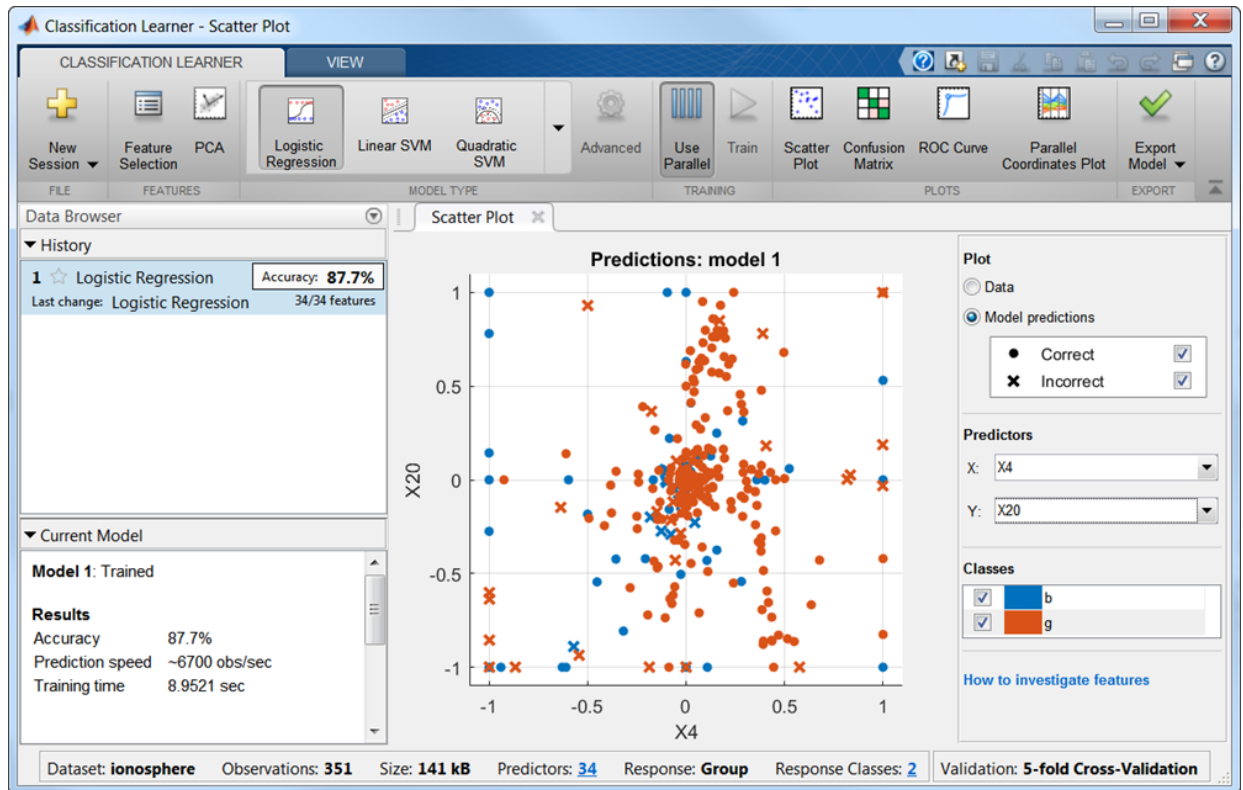 Classification Learner - Scatter Plot
CLASSIFICATION LEARNER VIEW
New Session
Feature Selection
PCA
Logistic Regression
Linear SVM
Quadratic SVM
Advanced
Use Parallel
Train
Scatter Plot
Confusion Matrix
ROC Curve
Parallel Coordinates Plot
Export Model
FILE FEATURES MODEL TYPE TRAINING PLOTS EXPORT
Data Browser
History
1 Logistic Regression Accuracy: 87.7%
Last change: Logistic Regression 34/34 features
Current Model
Model 1: Trained
Results
Accuracy 87.7%
Prediction speed ~6700 obs/sec
Training time 8.9521 sec
Scatter Plot
Predictions: model 1
1
0.5
0
-0.5
-1
X20
-1 -0.5 0 0.5 1
X4
Plot
Data
Model predictions
Correct
Incorrect
Predictors
X: X4
Y: X20
Classes
b
g
How to investigate features
Dataset: ionosphere Observations: 351 Size: 141 kB Predictors: 34 Response: Group Response Classes: 2 Validation: 5-fold Cross-Validation